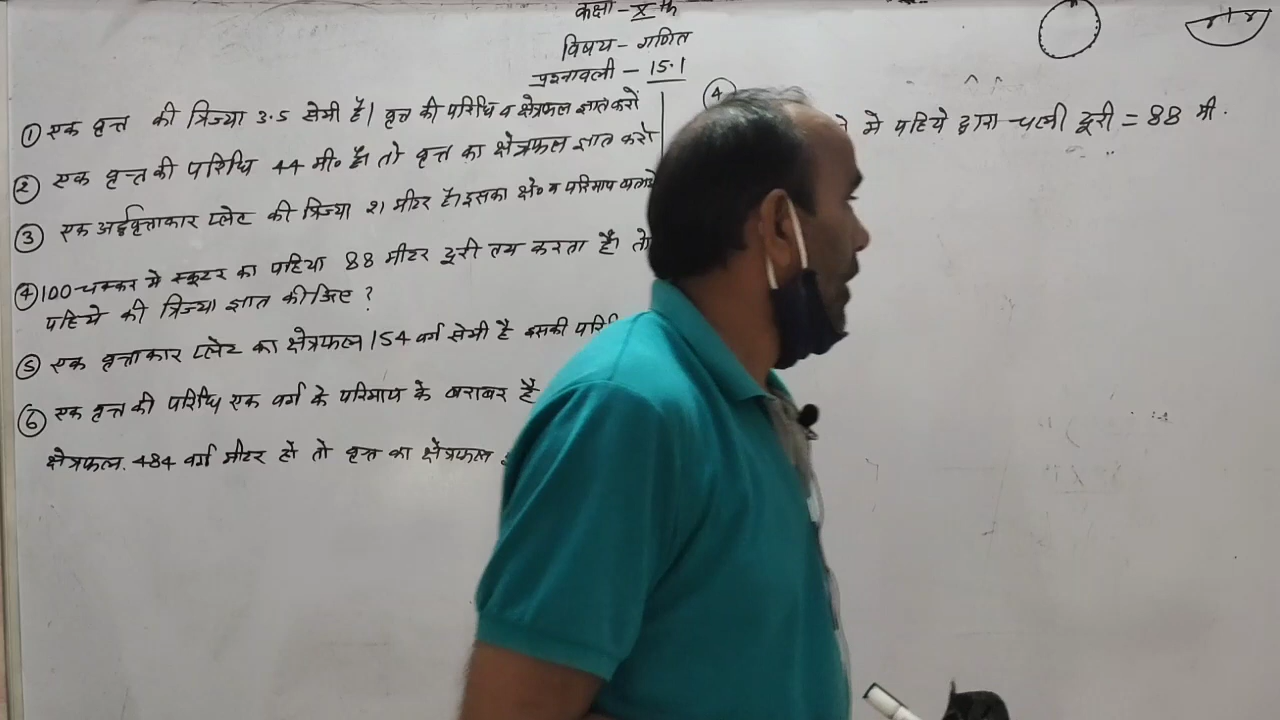 कक्षा - X th
विषय - गणित
प्रश्नावली - 15.1
① एक वृत्त की त्रिज्या 3.5 सेमी है। वृत्त की परिधि व क्षेत्रफल ज्ञात करो
② एक वृत्त की परिधि 44 मी० है। तो वृत्त का क्षेत्रफल ज्ञात करो
③ एक अर्द्धवृत्ताकार प्लेट की त्रिज्या 21 मीटर है। इसका क्षे० व परिमाप
④ 100 चक्कर मे स्कूटर का पहिया 88 मीटर दूरी तय करता है। तो
पहिये की त्रिज्या ज्ञात कीजिए ?
⑤ एक वृत्ताकार प्लेट का क्षेत्रफल 154 वर्ग सेमी है इसकी
⑥ एक वृत्त की परिधि एक वर्ग के परिमाप के बराबर है
क्षेत्रफल. 484 वर्ग मीटर हो तो वृत्त का क्षेत्रफल
④
मे पहिये द्वारा चली दूरी = 88 मी.